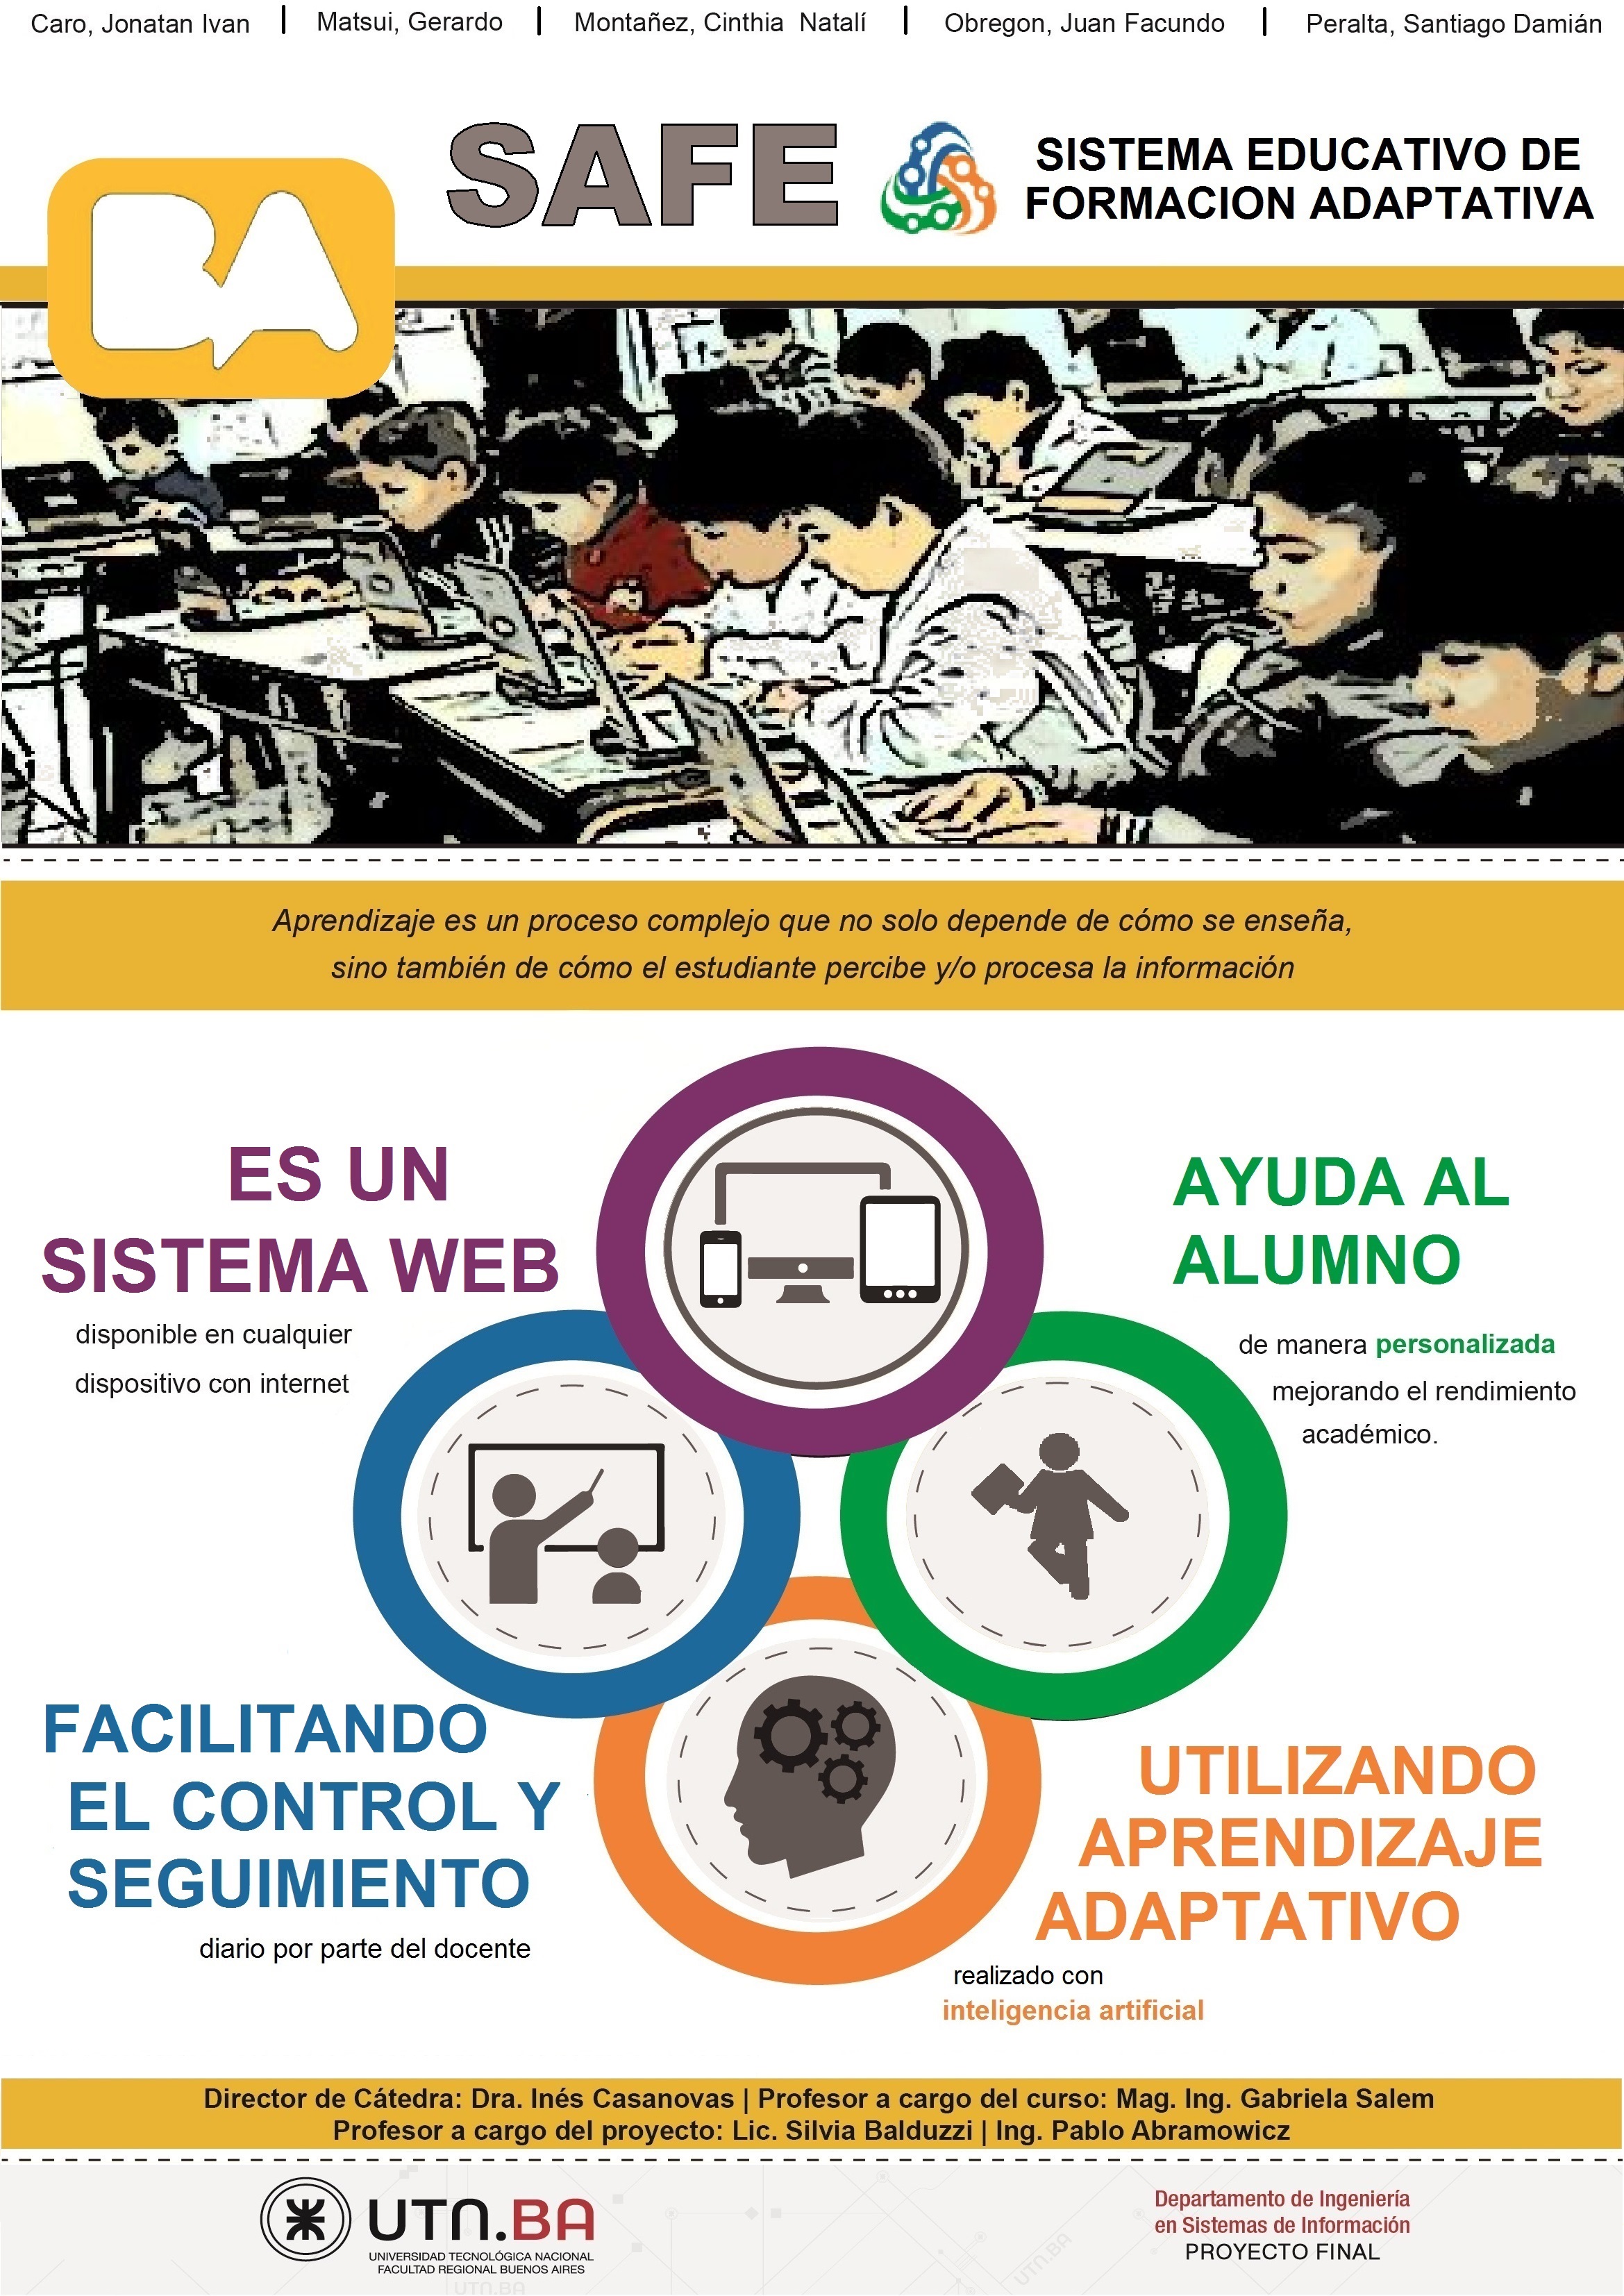 Caro, Jonatan Ivan | Matsui, Gerardo | Montañez, Cinthia Natalí | Obregon, Juan Facundo | Peralta, Santiago Damián
SAFE
SISTEMA EDUCATIVO DE
FORMACION ADAPTATIVA
BA
Aprendizaje es un proceso complejo que no solo depende de cómo se enseña,
sino también de cómo el estudiante percibe y/o procesa la información
ES UN
SISTEMA WEB
disponible en cualquier
dispositivo con internet
AYUDA AL
ALUMNO
de manera personalizada
mejorando el rendimiento
académico.
FACILITANDO
EL CONTROL Y
SEGUIMIENTO
diario por parte del docente
UTILIZANDO
APRENDIZAJE
ADAPTATIVO
realizado con
inteligencia artificial
Director de Cátedra: Dra. Inés Casanovas | Profesor a cargo del curso: Mag. Ing. Gabriela Salem
Profesor a cargo del proyecto: Lic. Silvia Balduzzi | Ing. Pablo Abramowicz
UTN.BA
UNIVERSIDAD TECNOLÓGICA NACIONAL
FACULTAD REGIONAL BUENOS AIRES
Departamento de Ingeniería
en Sistemas de Información
PROYECTO FINAL
UTN.BA
UTN.BA